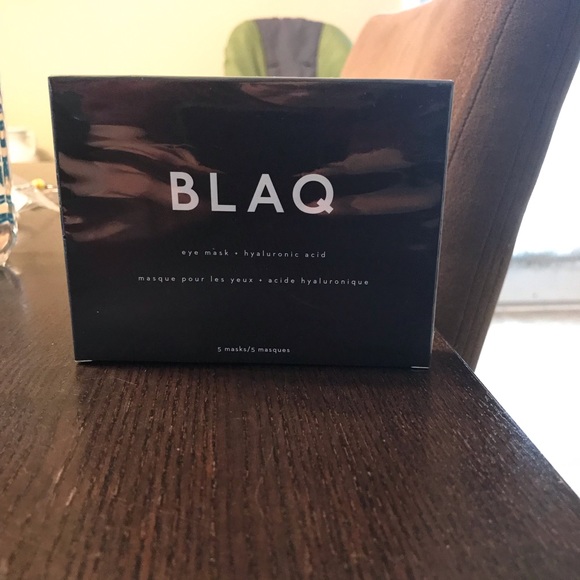 BLAQ
eye mask • hyaluronic acid
masque pour les yeux • acide hyaluronique
5 masks/5 masques